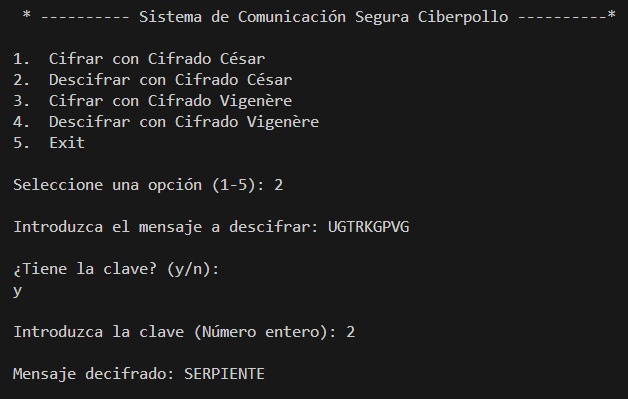 * ---------- Sistema de Comunicación Segura Ciberpollo ----------*
1. Cifrar con Cifrado César
2. Descifrar con Cifrado César
3. Cifrar con Cifrado Vigenère
4. Descifrar con Cifrado Vigenère
5. Exit
Seleccione una opción (1-5): 2
Introduzca el mensaje a descifrar: UGTRKGPVG
¿Tiene la clave? (y/n):
y
Introduzca la clave (Número entero): 2
Mensaje decifrado: SERPIENTE